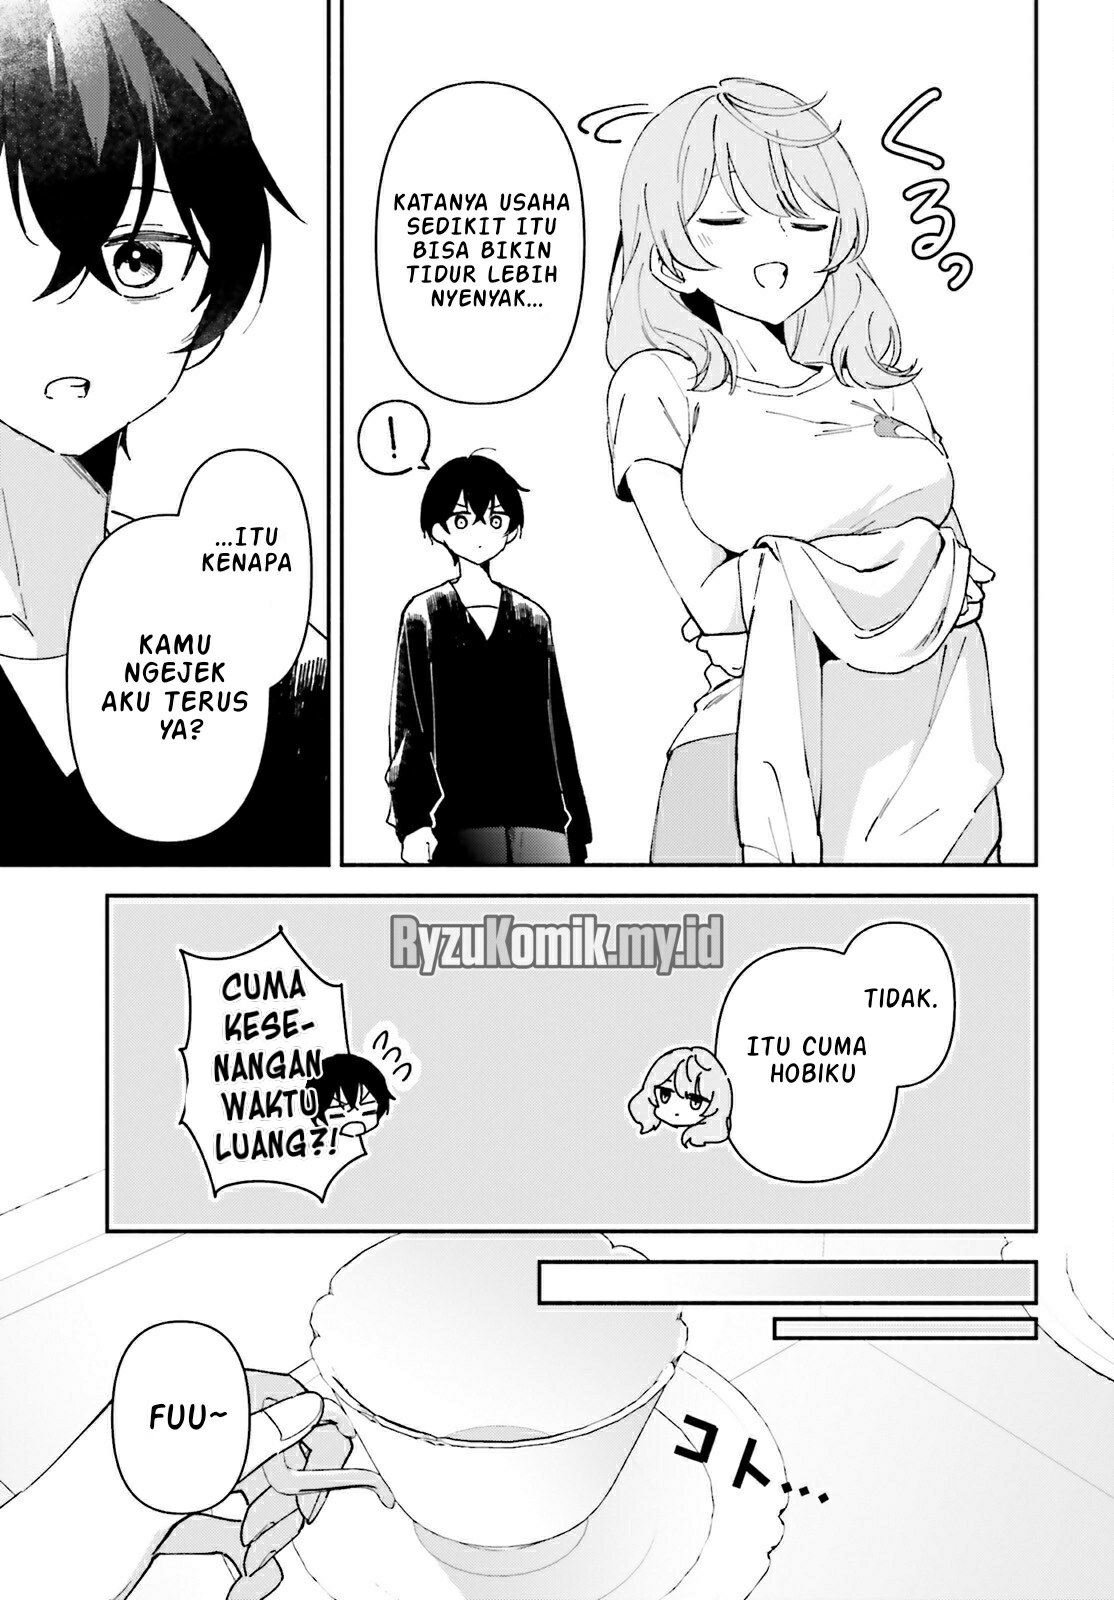 くるっ
KATANYA USAHA
SEDIKIT ITU
BISA BIKIN
TIDUR LEBIH
NYENYAK...
!
...ITU
KENAPA
KAMU
NGEJEK
AKU TERUS
YA?
RyzuKomik.my.id
TIDAK.
ITU CUMA
HOBIKU
CUMA
KESE-
NANGAN
WAKTU
LUANG?!
FUU~
コト...